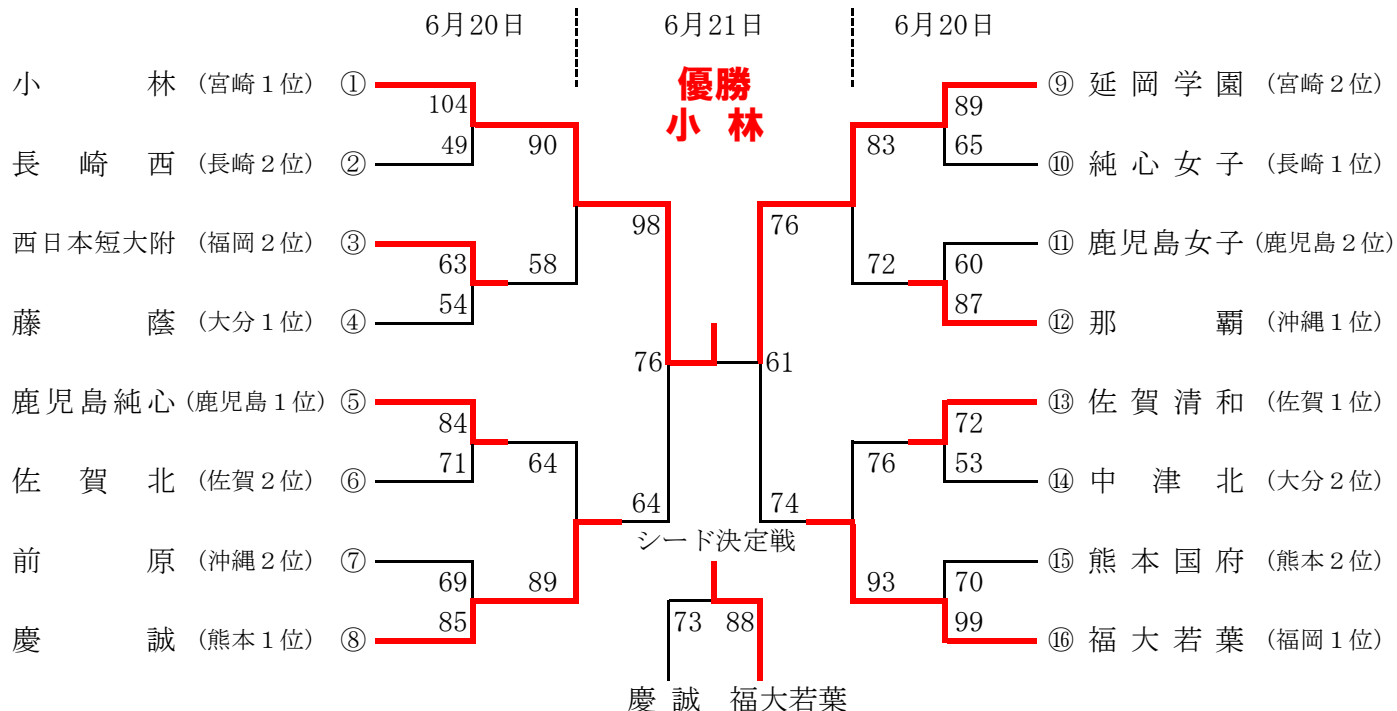 6月20日 6月21日 6月20日
優勝
小 林
小林 (宮崎1位) ①
104
49
長崎西 (長崎2位) ②
90
西日本短大附 (福岡2位) ③
63
54
藤蔭 (大分1位) ④
58
98
鹿児島純心 (鹿児島1位) ⑤
84
71
佐賀北 (佐賀2位) ⑥
64
前原 (沖縄2位) ⑦
69
85
慶誠 (熊本1位) ⑧
89
64
76 61
⑨ 延岡学園 (宮崎2位)
89
65
⑩ 純心女子 (長崎1位)
83
⑪ 鹿児島女子 (鹿児島2位)
60
87
⑫ 那覇 (沖縄1位)
72
76
⑬ 佐賀清和 (佐賀1位)
72
53
⑭ 中津北 (大分2位)
76
⑮ 熊本国府 (熊本2位)
70
99
⑯ 福大若葉 (福岡1位)
93
74
シード決定戦
73 88
慶誠 福大若葉